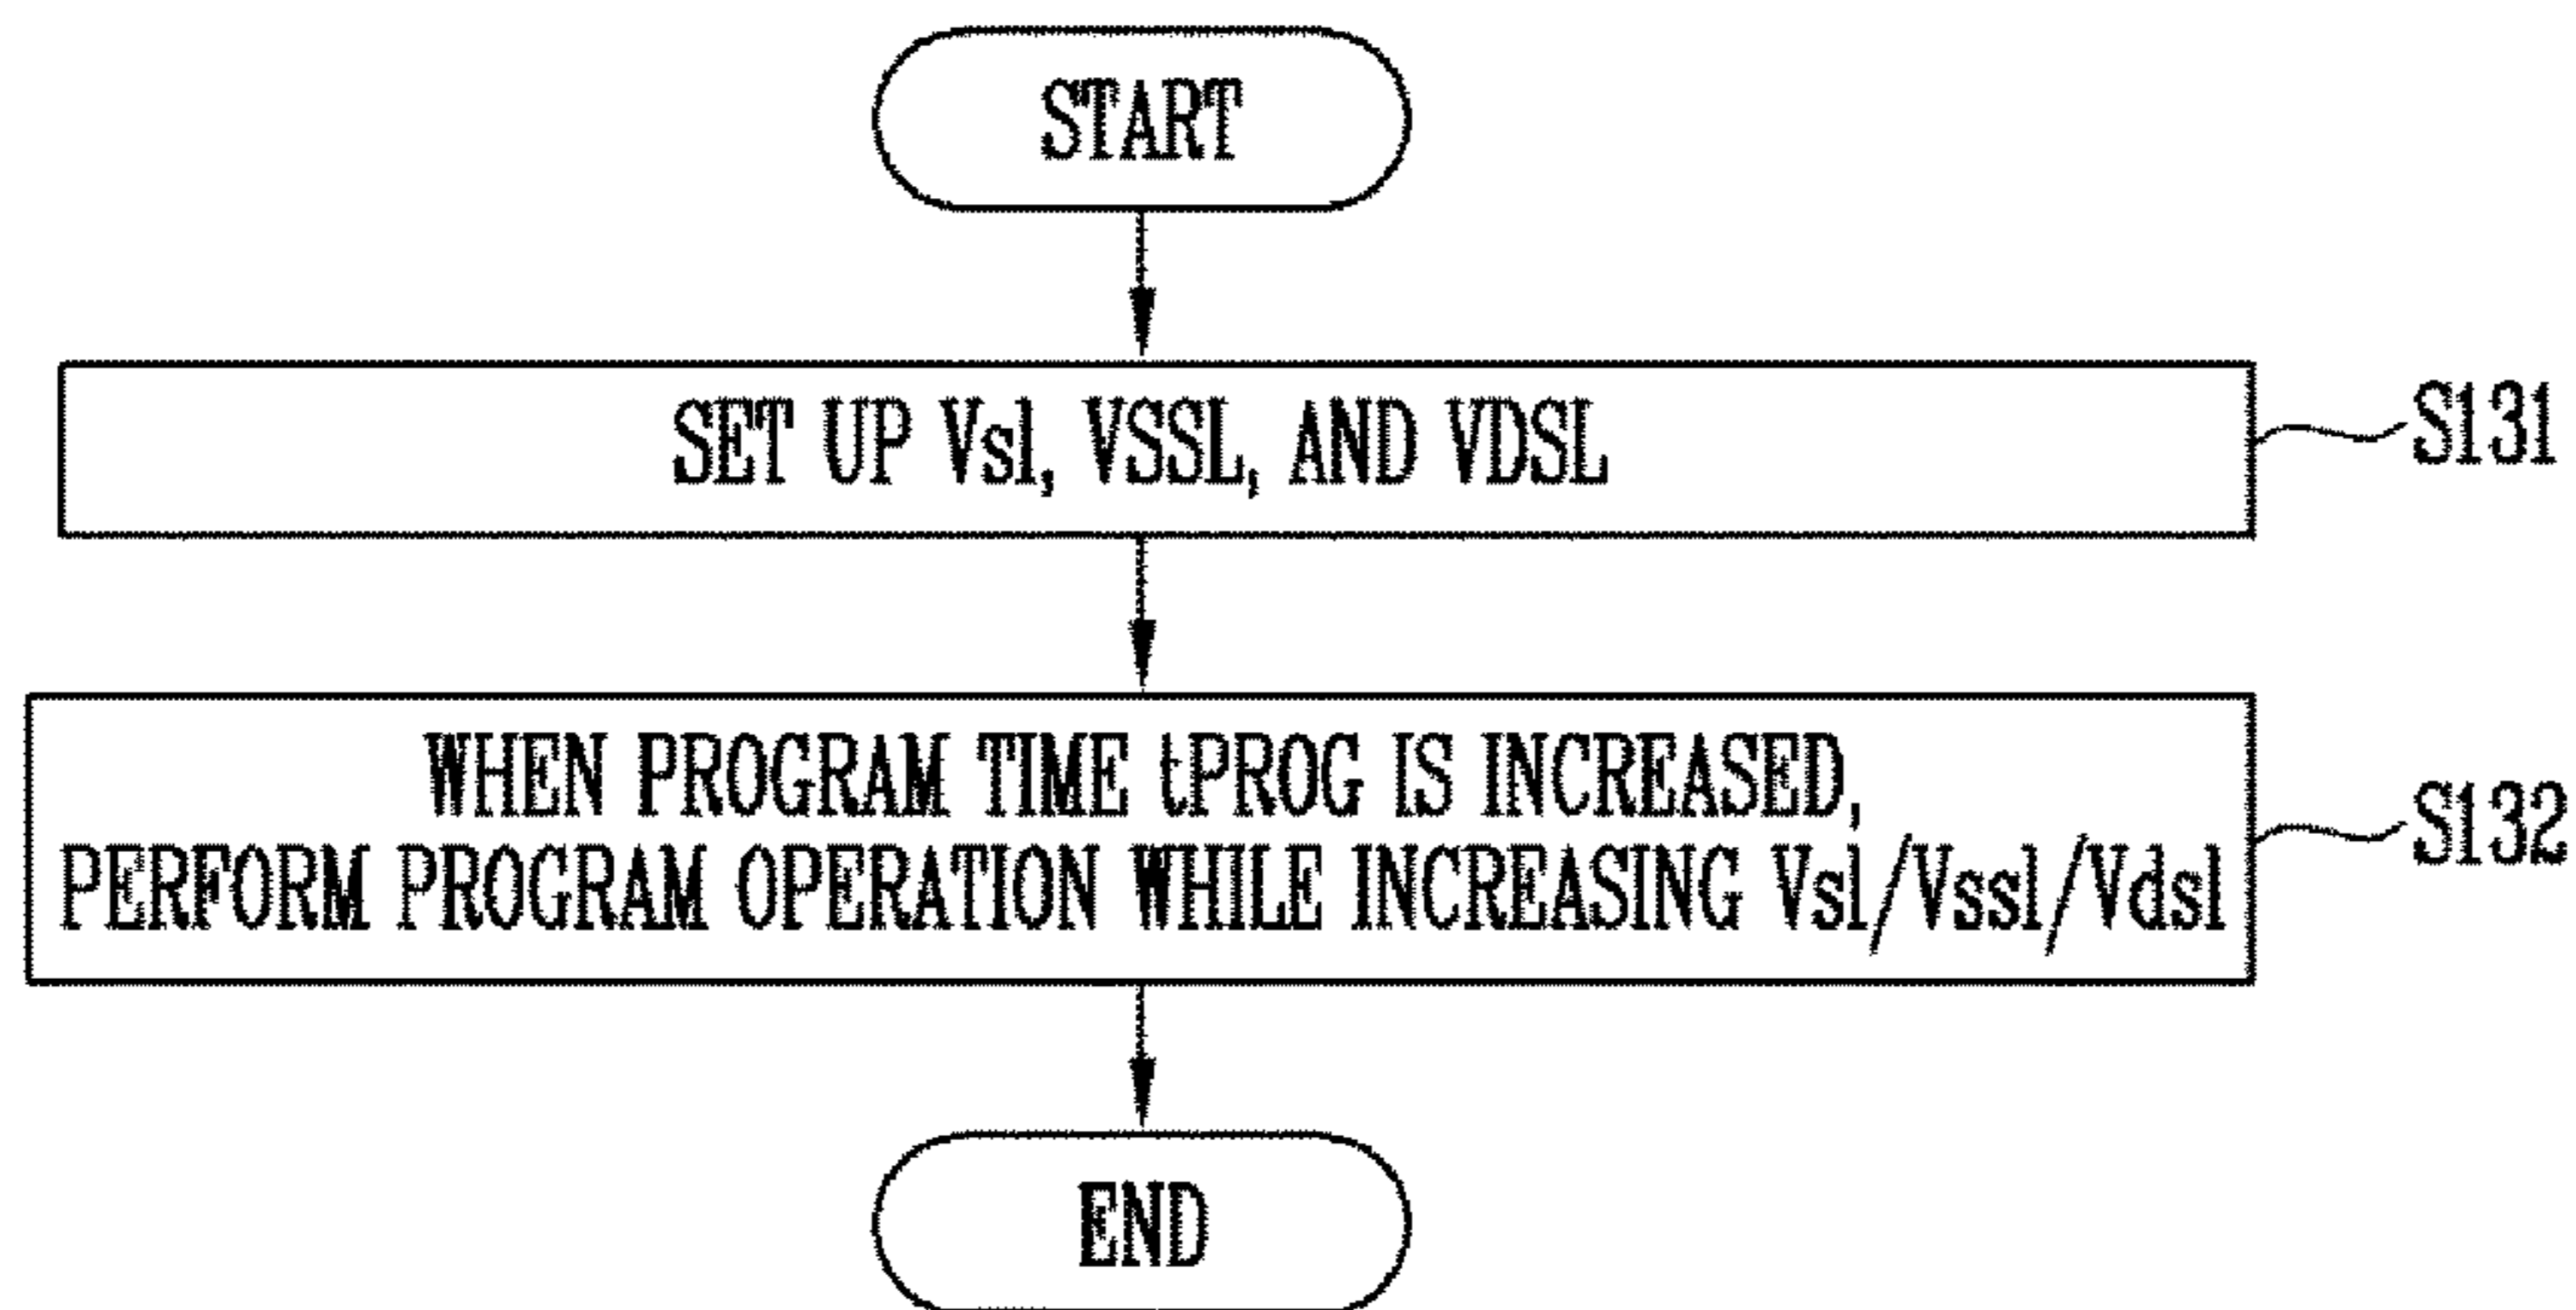 START
SET UP Vsl, VSSL, AND VDSL
S131
WHEN PROGRAM TIME tPROG IS INCREASED,
PERFORM PROGRAM OPERATION WHILE INCREASING Vsl/Vssl/Vdsl
S132
END